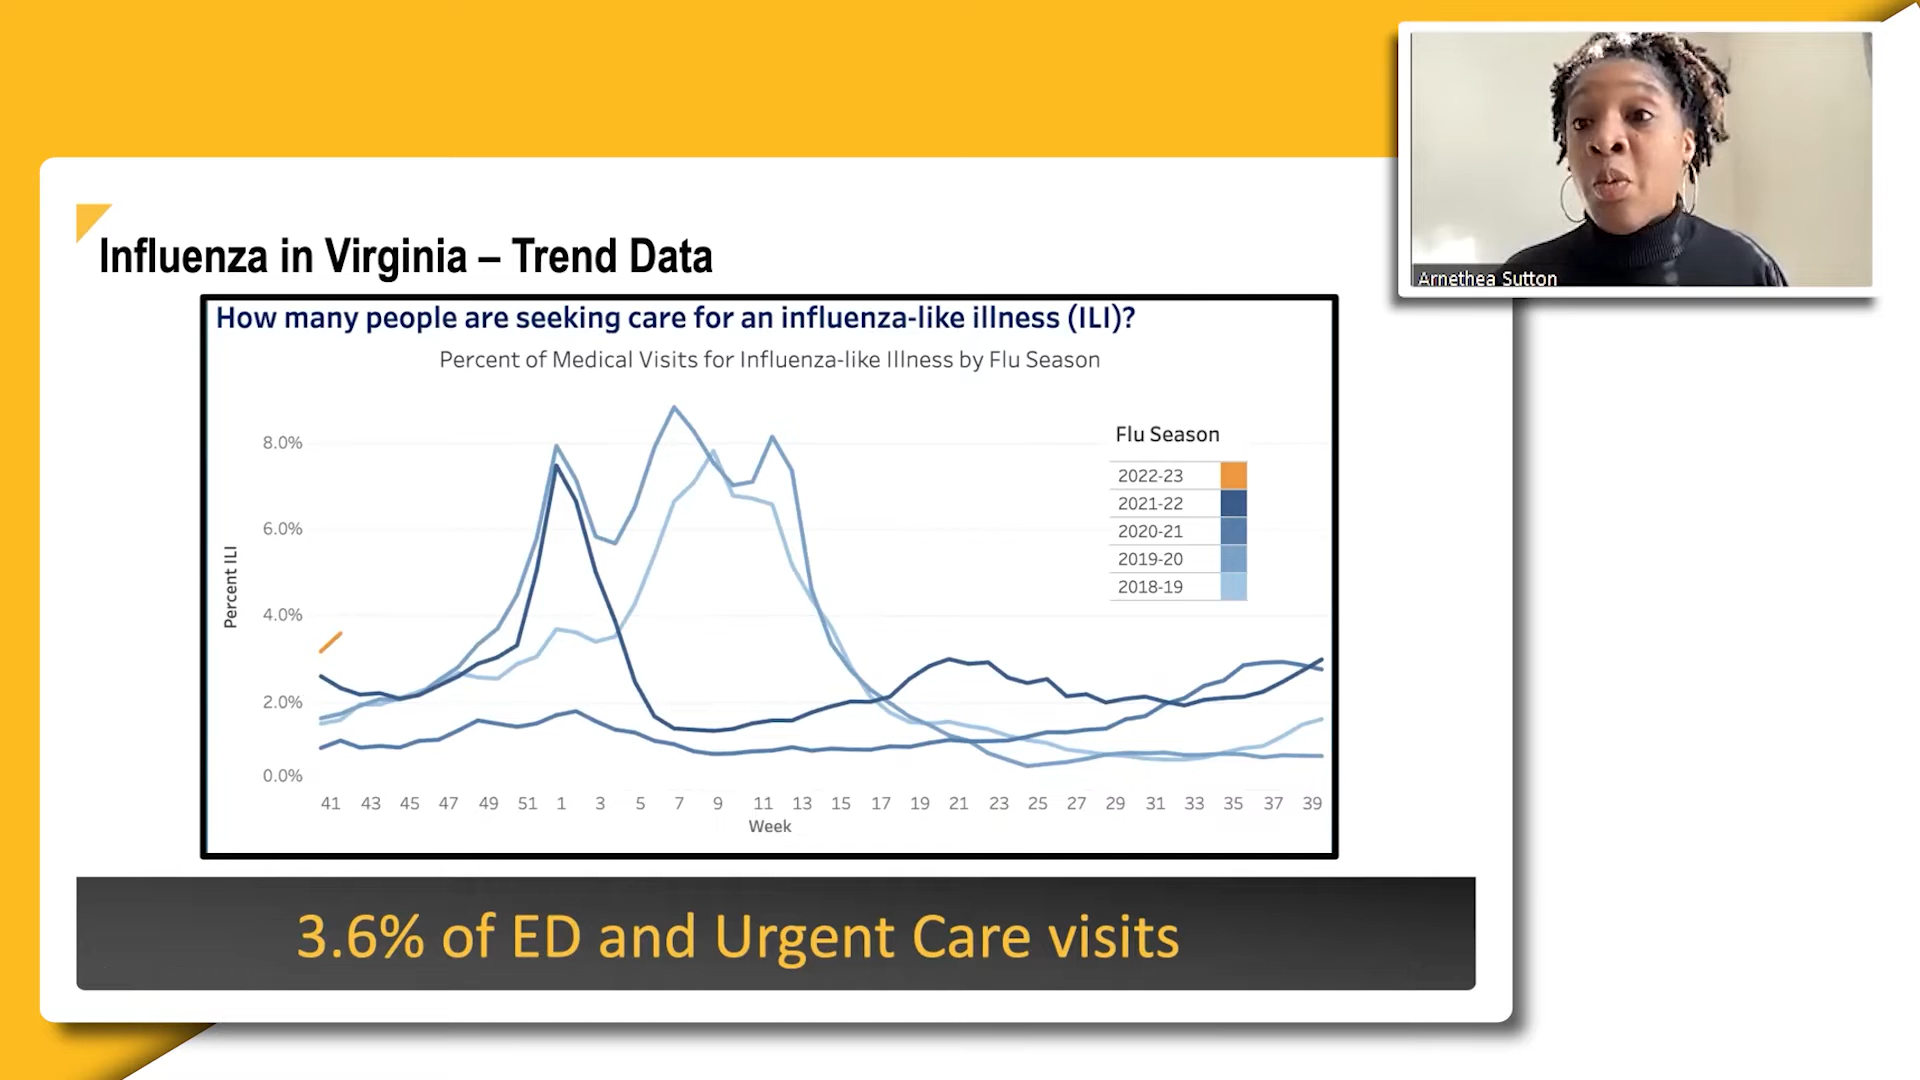 Arnethea Sutton
Influenza in Virginia – Trend Data
How many people are seeking care for an influenza-like illness (ILI)?
Percent of Medical Visits for Influenza-like Illness by Flu Season
Flu Season
2022-23
2021-22
2020-21
2019-20
2018-19
Percent ILI
8.0%
6.0%
4.0%
2.0%
0.0%
41 43 45 47 49 51 1 3 5 7 9 11 13 15 17 19 21 23 25 27 29 31 33 35 37 39
Week
3.6% of ED and Urgent Care visits